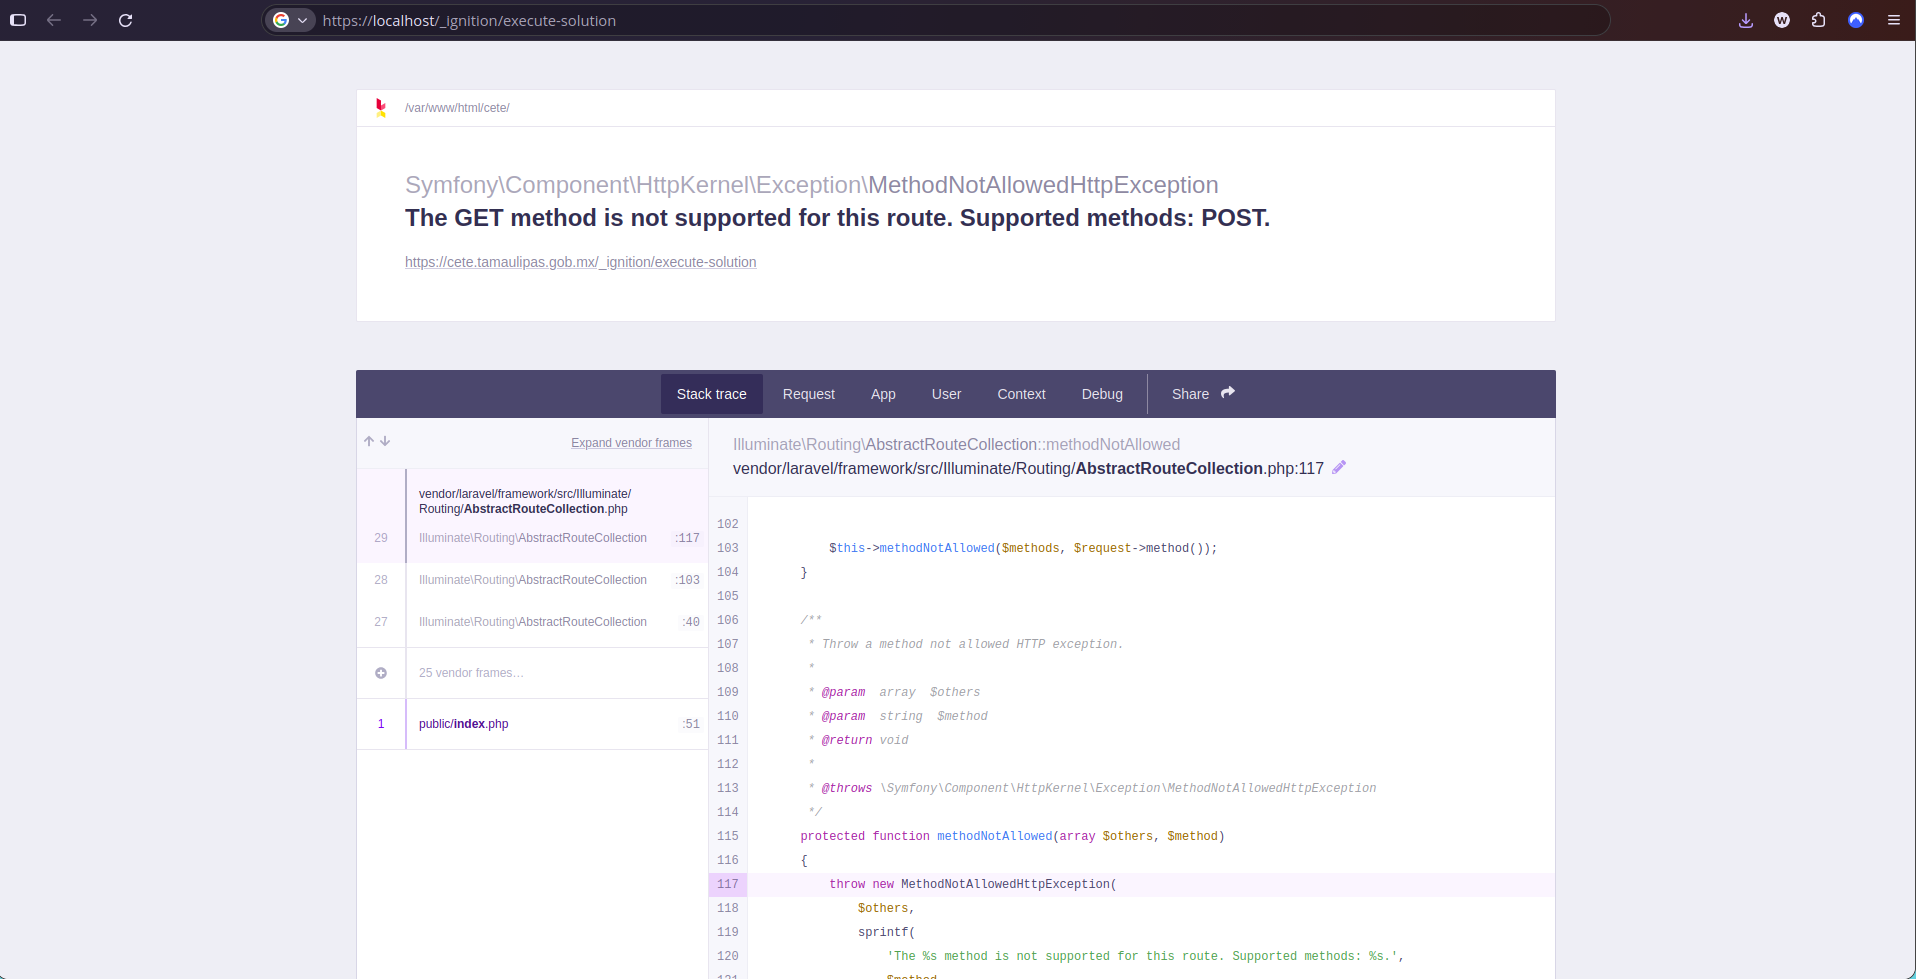 https://localhost/_ignition/execute-solution
W
/var/www/html/cete/
Symfony\Component\HttpKernel\Exception\MethodNotAllowedHttpException
The GET method is not supported for this route. Supported methods: POST.
https://cete.tamaulipas.gob.mx/_ignition/execute-solution
Stack trace Request App User Context Debug Share
Expand vendor frames
vendor/laravel/framework/src/Illuminate/
Routing/AbstractRouteCollection.php
29 Illuminate\Routing\AbstractRouteCollection :117
28 Illuminate\Routing\AbstractRouteCollection :103
27 Illuminate\Routing\AbstractRouteCollection :40
25 vendor frames…
1 public/index.php :51
Illuminate\Routing\AbstractRouteCollection::methodNotAllowed
vendor/laravel/framework/src/Illuminate/Routing/AbstractRouteCollection.php:117
102
103 $this->methodNotAllowed($methods, $request->method());
104 }
105
106 /**
107 * Throw a method not allowed HTTP exception.
108 *
109 * @param  array  $others
110 * @param  string  $method
111 * @return void
112 *
113 * @throws \Symfony\Component\HttpKernel\Exception\MethodNotAllowedHttpException
114 */
115 protected function methodNotAllowed(array $others, $method)
116 {
117 throw new MethodNotAllowedHttpException(
118 $others,
119 sprintf(
120 'The %s method is not supported for this route. Supported methods: %s.',
121 $method